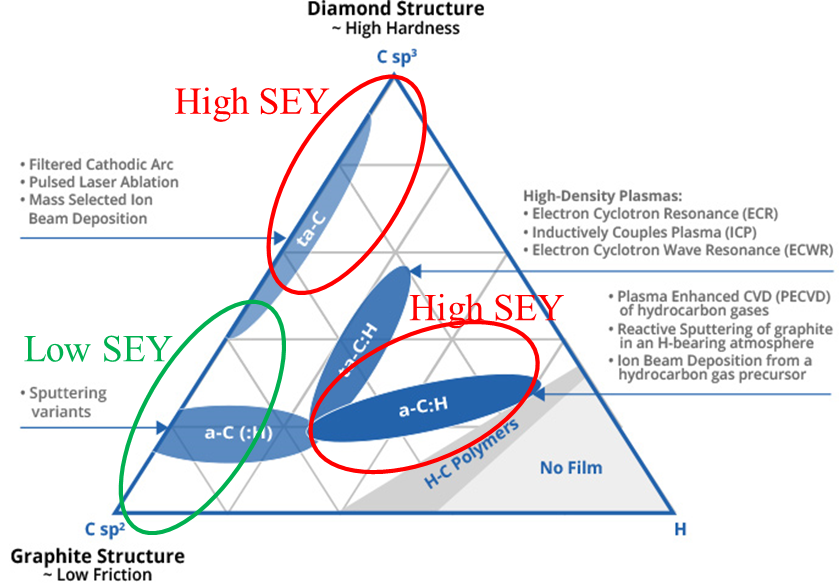 Diamond Structure
~ High Hardness
C sp³
High SEY
• Filtered Cathodic Arc
• Pulsed Laser Ablation
• Mass Selected Ion
Beam Deposition
ta-C
High-Density Plasmas:
• Electron Cyclotron Resonance (ECR)
• Inductively Couples Plasma (ICP)
• Electron Cyclotron Wave Resonance (ECWR)
High SEY
• Plasma Enhanced CVD (PECVD)
of hydrocarbon gases
• Reactive Sputtering of graphite
in an H-bearing atmosphere
• Ion Beam Deposition from a
hydrocarbon gas precursor
Low SEY
ta-C:H
• Sputtering
variants
a-C (:H)
a-C:H
H-C Polymers
No Film
C sp²
H
Graphite Structure
~ Low Friction